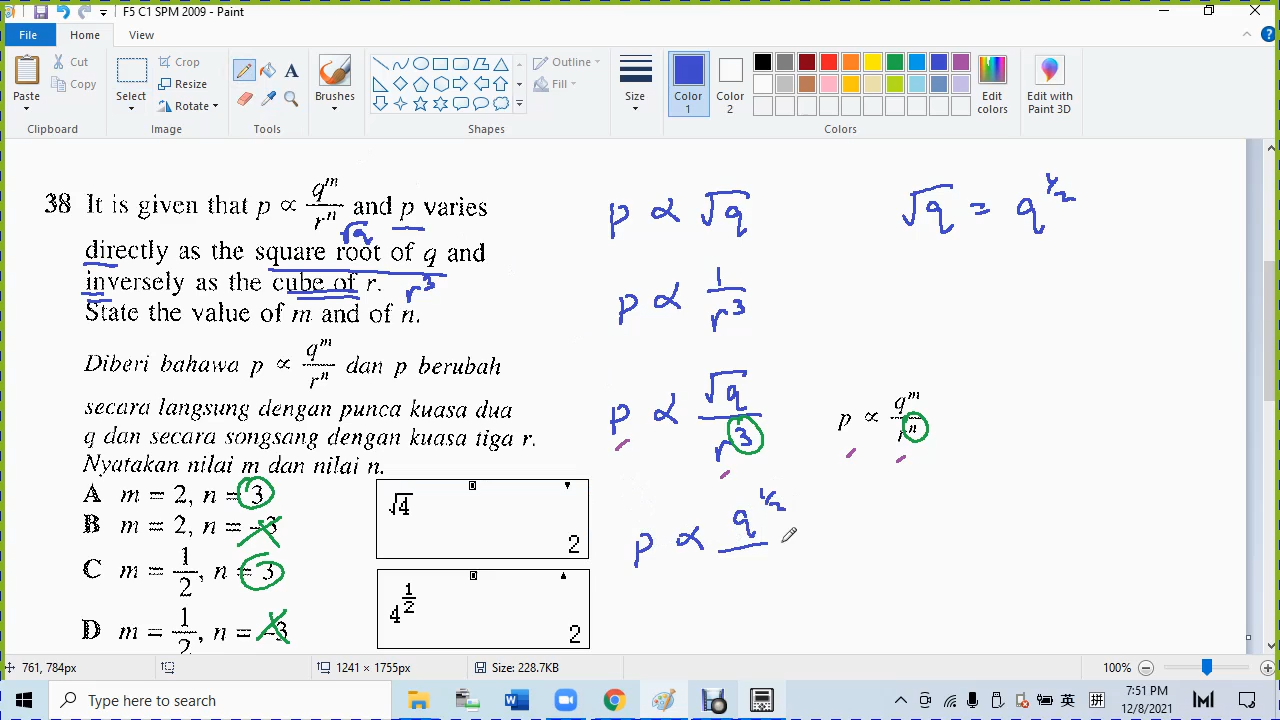 F5 C1 SPM 2009 - Paint
File Home View
Paste Cut Copy Clipboard
Select Crop Resize Rotate Image
Tools
Brushes
Shapes Outline Fill
Size
Color 1 Color 2 Edit colors Colors
Edit with Paint 3D
38 It is given that p ∝ q^m / r^n and p varies
√q
directly as the square root of q and
inversely as the cube of r. r³
State the value of m and of n.
Diberi bahawa p ∝ q^m / r^n dan p berubah
secara langsung dengan punca kuasa dua
q dan secara songsang dengan kuasa tiga r.
Nyatakan nilai m dan nilai n.
A m = 2, n = 3
B m = 2, n = −3
C m = 1/2, n = 3
D m = 1/2, n = −3
√4
2
4^(1/2)
2
p ∝ √q
√q = q^(1/2)
p ∝ 1/r³
p ∝ √q / r³
p ∝ q^m / r^n
p ∝ q^(1/2)
761, 784px 1241 × 1755px Size: 228.7KB 100%
Type here to search
英 拼 7:51 PM 12/8/2021